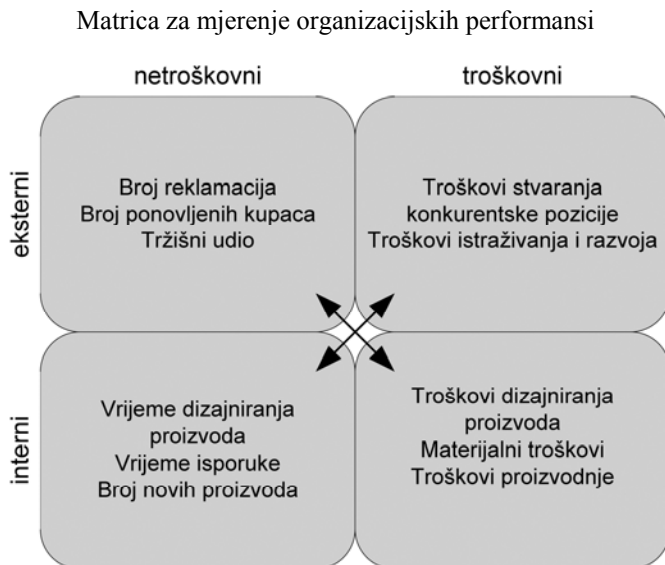 Matrica za mjerenje organizacijskih performansi
netroškovni
troškovni
eksterni
Broj reklamacija
Broj ponovljenih kupaca
Tržišni udio
Troškovi stvaranja
konkurentske pozicije
Troškovi istraživanja i razvoja
interni
Vrijeme dizajniranja
proizvoda
Vrijeme isporuke
Broj novih proizvoda
Troškovi dizajniranja
proizvoda
Materijalni troškovi
Troškovi proizvodnje